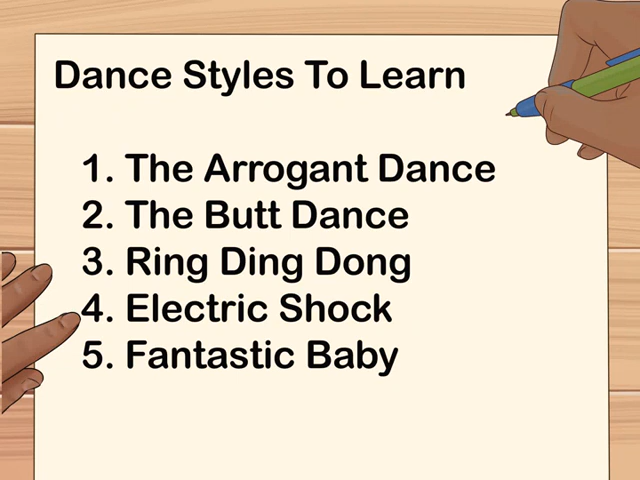 Dance Styles To Learn
1. The Arrogant Dance
2. The Butt Dance
3. Ring Ding Dong
4. Electric Shock
5. Fantastic Baby